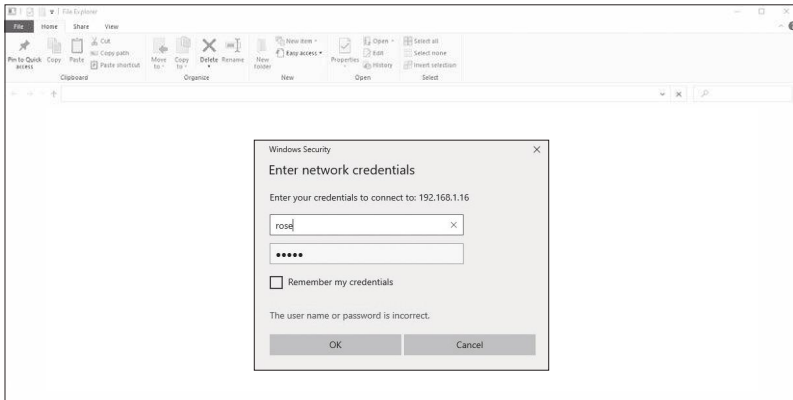 File Explorer
File Home Share View
Pin to Quick access
Copy
Paste
Cut
Copy path
Paste shortcut
Clipboard
Move to
Copy to
Delete
Rename
Organize
New folder
New item
Easy access
New
Properties
Open
Edit
History
Open
Select all
Select none
Invert selection
Select
Windows Security
Enter network credentials
Enter your credentials to connect to: 192.168.1.16
rose
●●●●●
Remember my credentials
The user name or password is incorrect.
OK Cancel